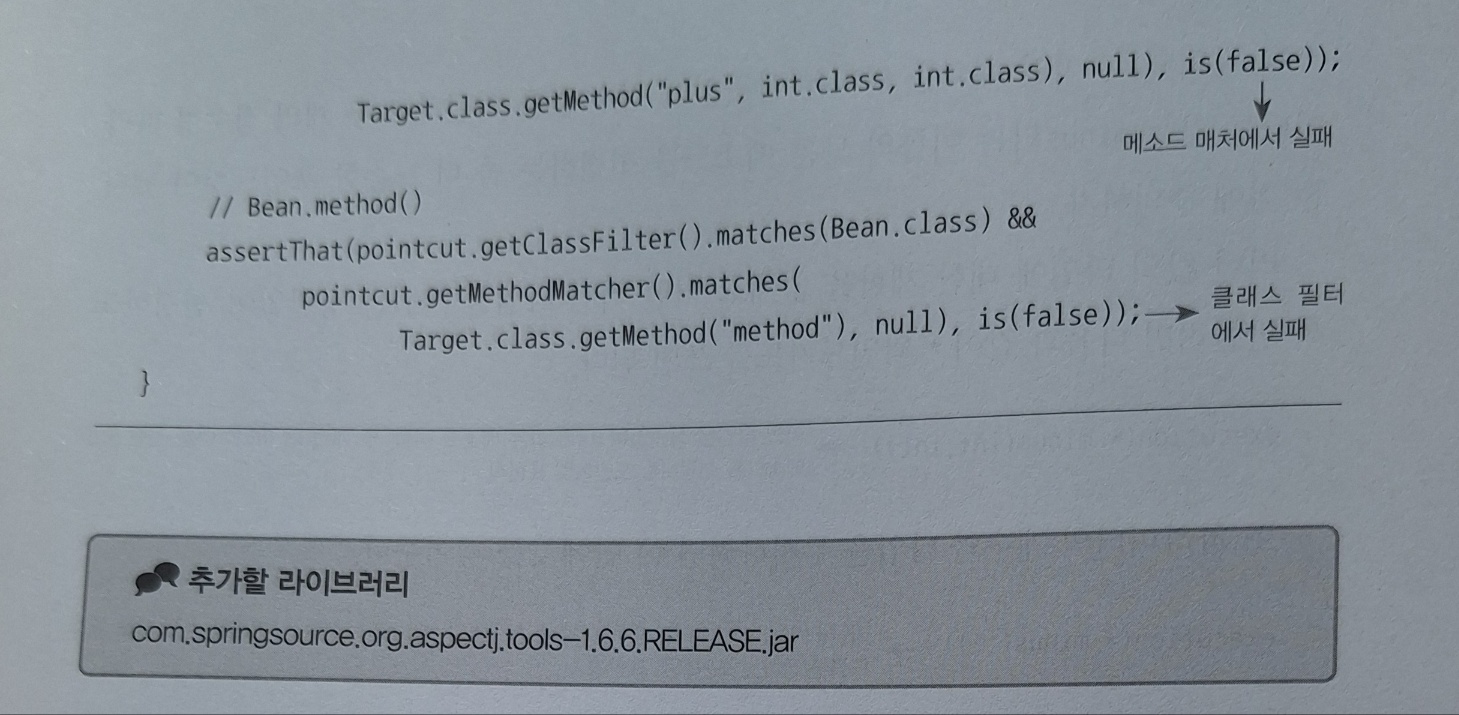 Target.class.getMethod("plus", int.class, int.class), null), is(false));
메소드 매처에서 실패
// Bean.method()
assertThat(pointcut.getClassFilter().matches(Bean.class) &&
pointcut.getMethodMatcher().matches(
Target.class.getMethod("method"), null), is(false));
클래스 필터
에서 실패
}
추가할 라이브러리
com.springsource.org.aspectj.tools-1.6.6.RELEASE.jar